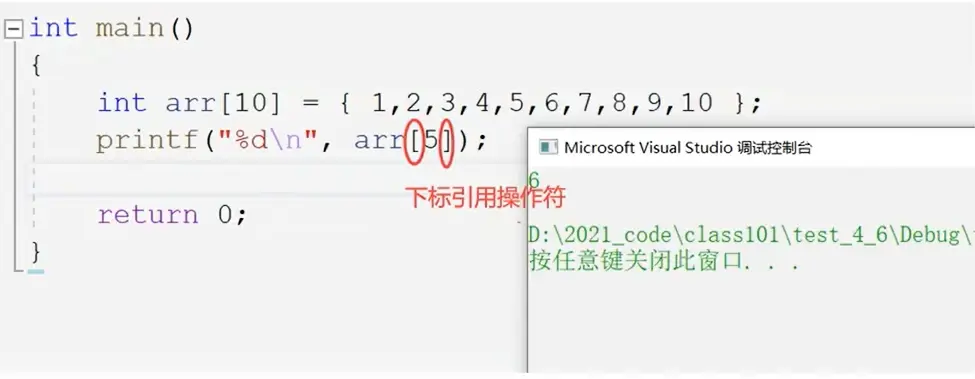 int main()
{
int arr[10] = { 1,2,3,4,5,6,7,8,9,10 };
printf("%d\n", arr[5]);
下标引用操作符
return 0;
}
Microsoft Visual Studio 调试控制台
6
D:\2021_code\class101\test_4_6\Debug\
按任意键关闭此窗口. . .